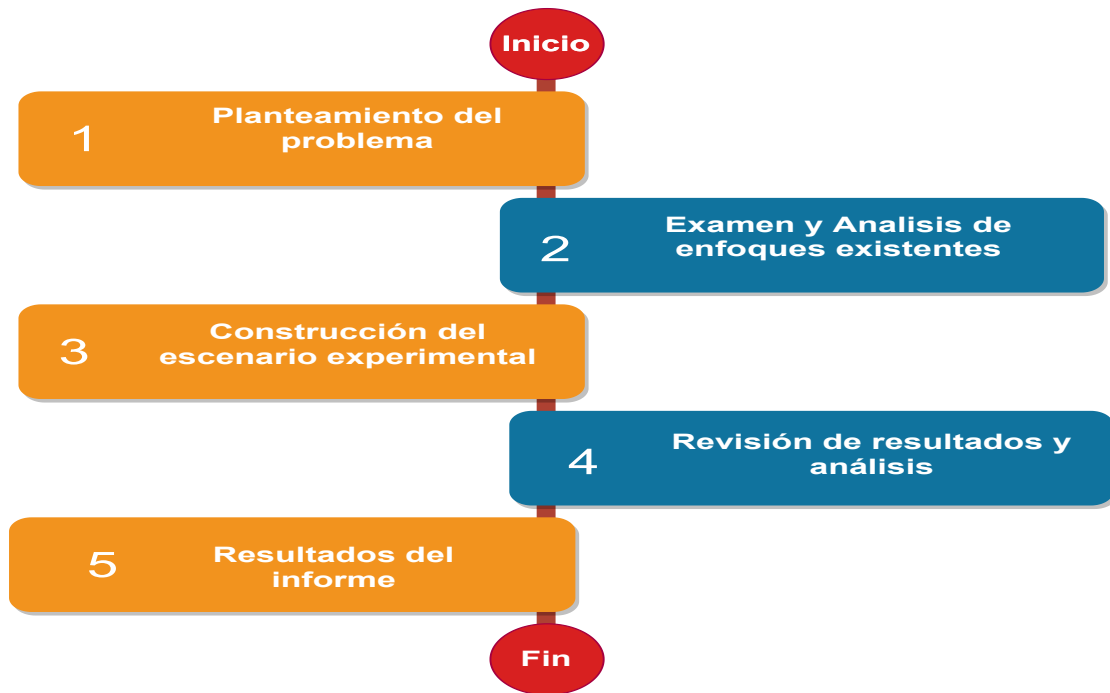 Inicio
1
Planteamiento del
problema
2
Examen y Analisis de
enfoques existentes
3
Construcción del
escenario experimental
4
Revisión de resultados y
análisis
5
Resultados del
informe
Fin